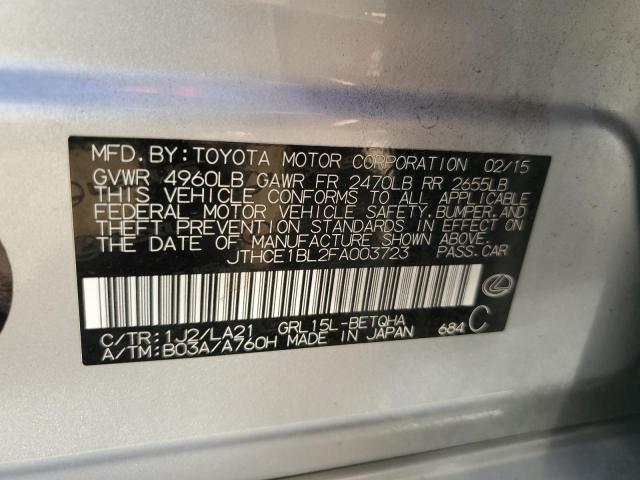 MFD. BY: TOYOTA MOTOR CORPORATION 02/15
GVWR 4960LB GAWR FR 2470LB RR 2655LB
THIS VEHICLE CONFORMS TO ALL APPLICABLE
FEDERAL MOTOR VEHICLE SAFETY, BUMPER, AND
THEFT PREVENTION STANDARDS IN EFFECT ON
THE DATE OF MANUFACTURE SHOWN ABOVE.
JTHCE1BL2FA003723 PASS. CAR
C/TR: 1J2/LA21 GRL15L-BETQHA
A/TM: B03A/A760H MADE IN JAPAN 684 C